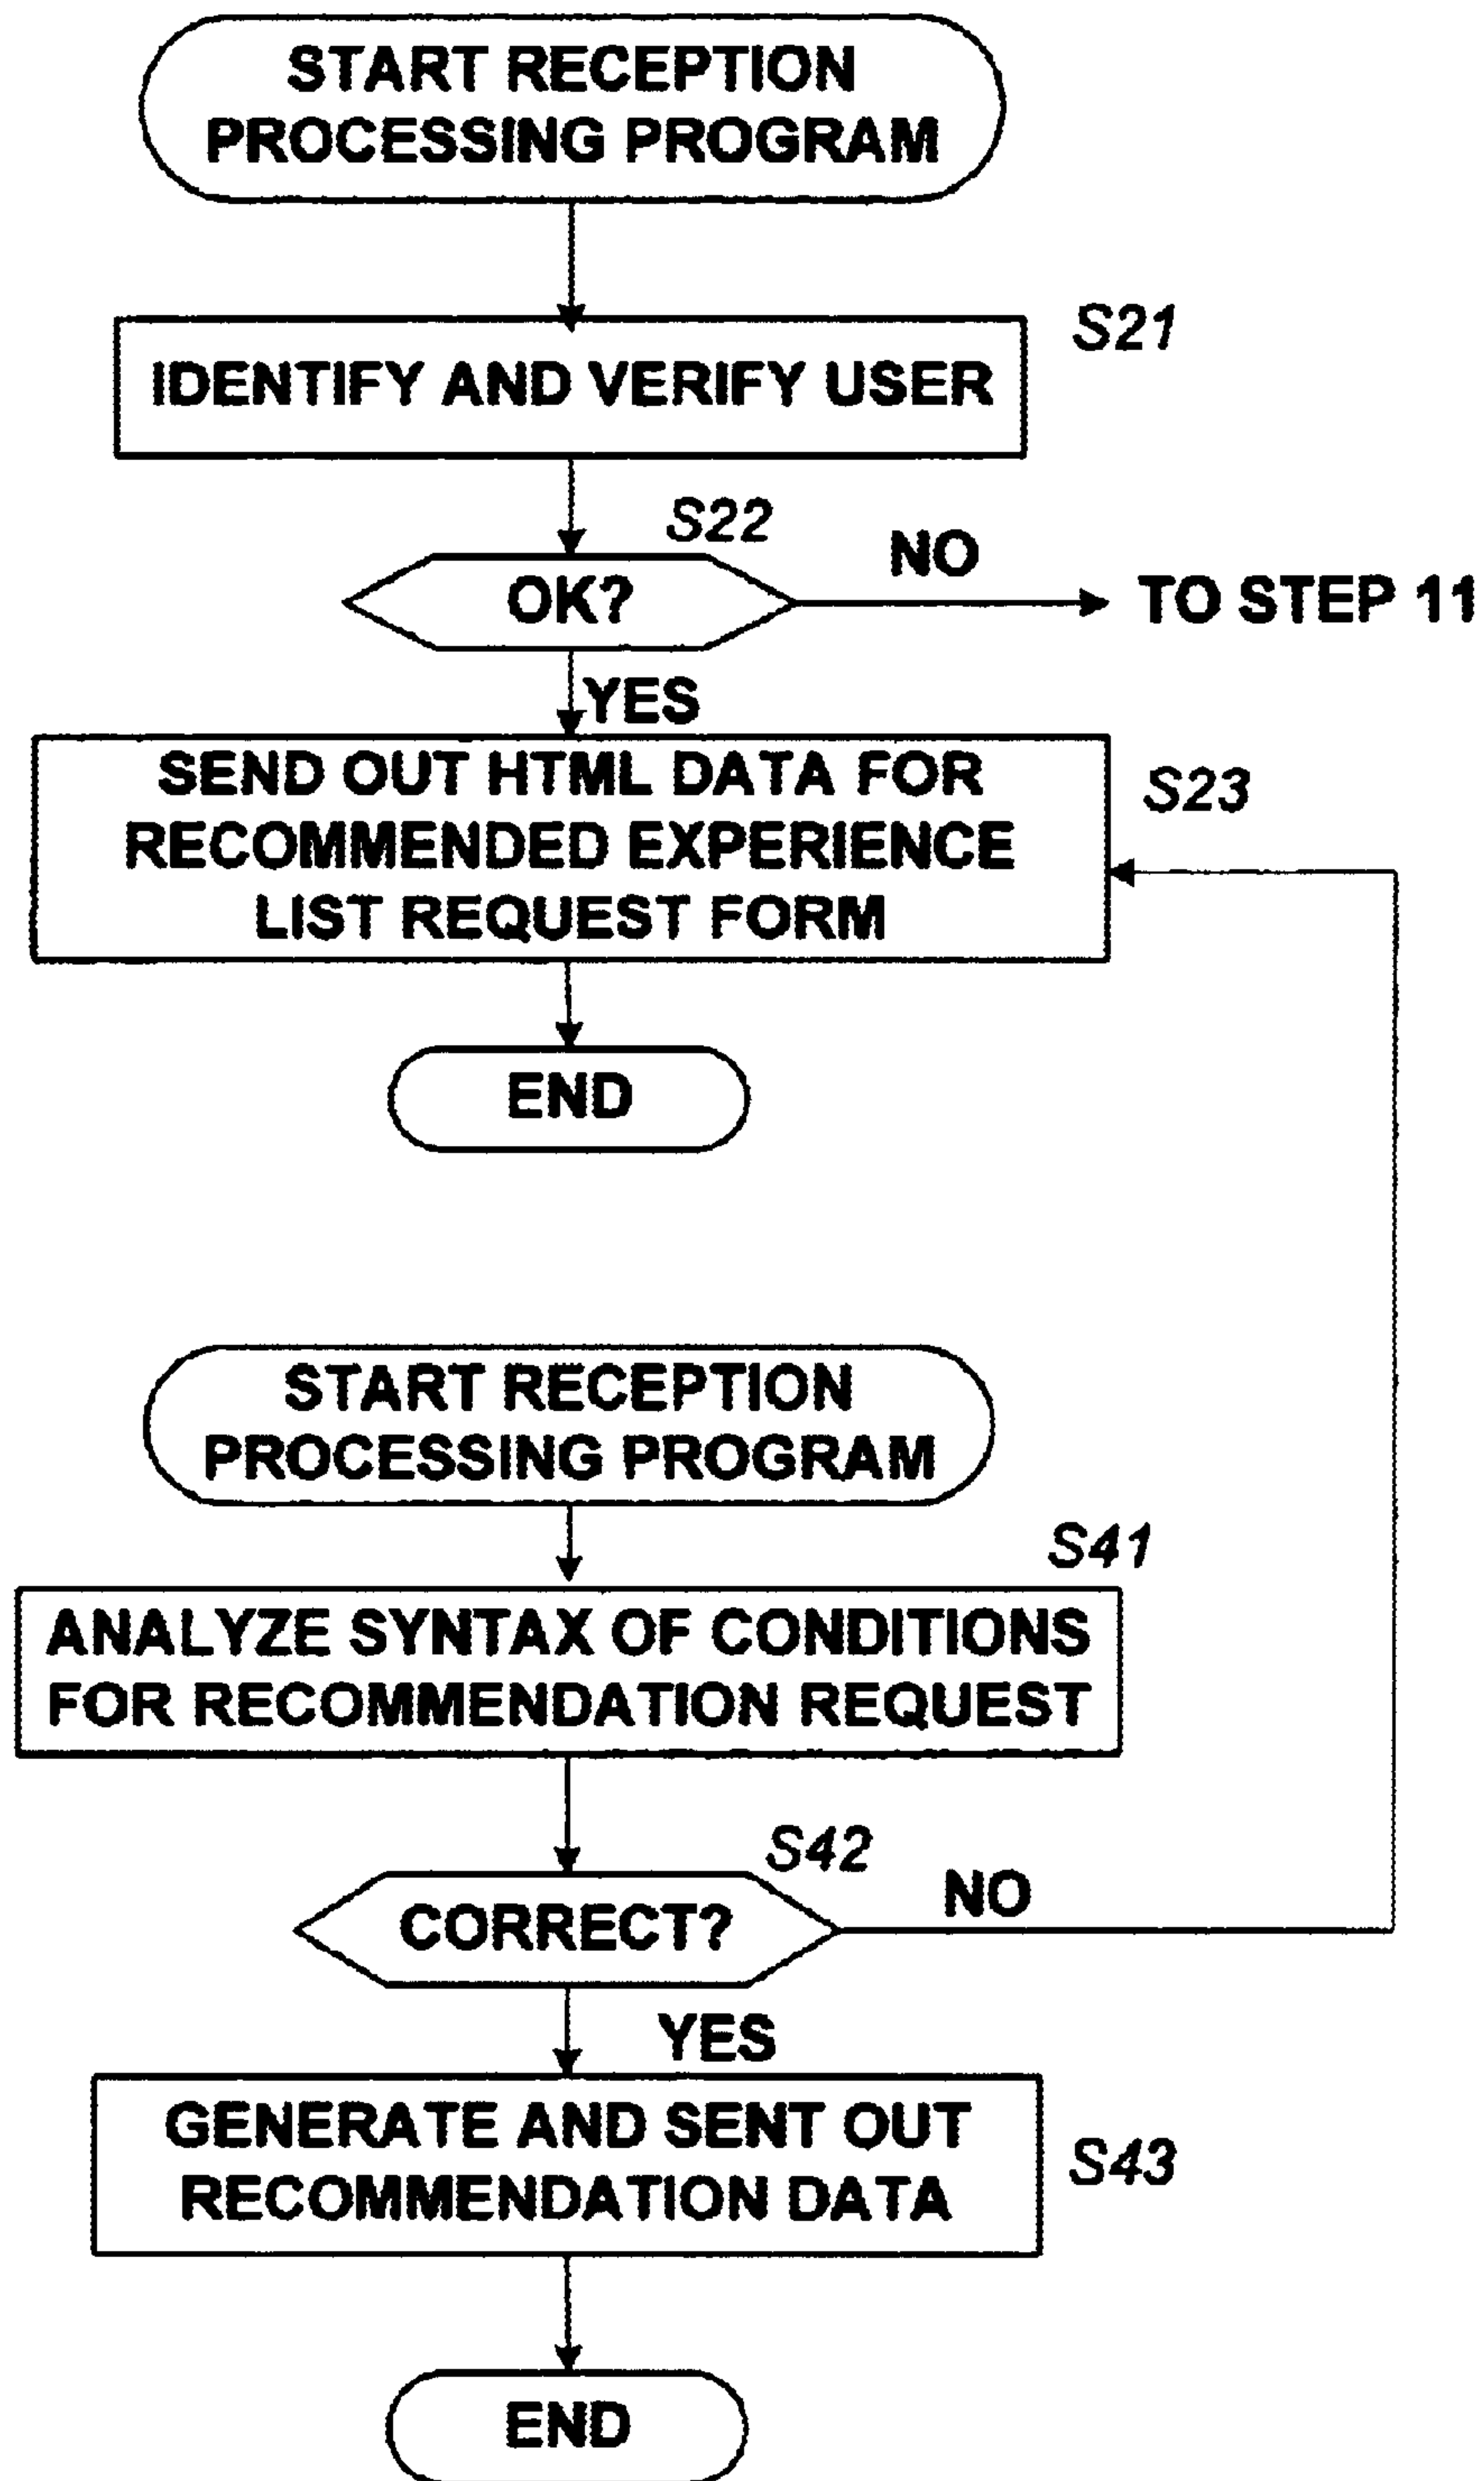 START RECEPTION
PROCESSING PROGRAM
S21
IDENTIFY AND VERIFY USER
S22
NO
OK?
TO STEP 11
YES
SEND OUT HTML DATA FOR
RECOMMENDED EXPERIENCE
LIST REQUEST FORM
S23
END
START RECEPTION
PROCESSING PROGRAM
S41
ANALYZE SYNTAX OF CONDITIONS
FOR RECOMMENDATION REQUEST
S42
NO
CORRECT?
YES
GENERATE AND SENT OUT
RECOMMENDATION DATA
S43
END